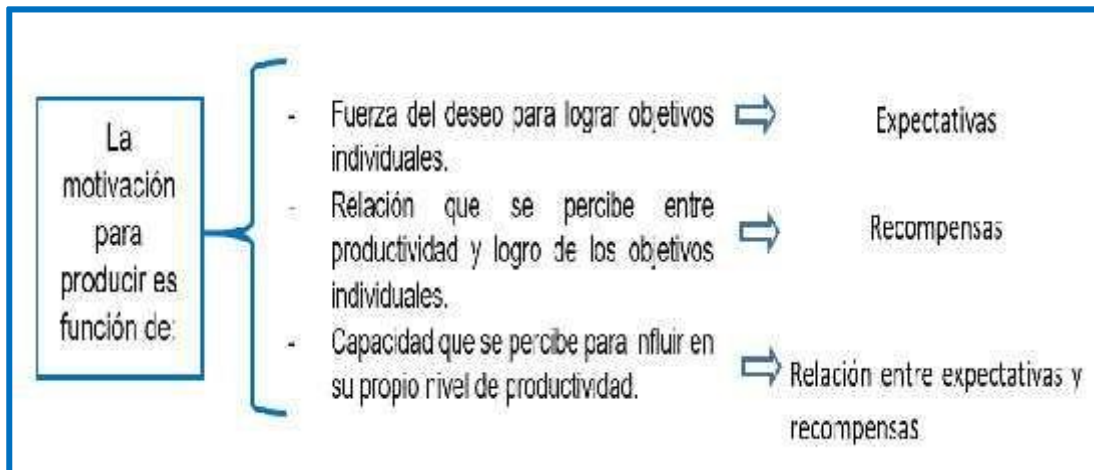 La
motivación
para
producir es
función de:
- Fuerza del deseo para lograr objetivos
individuales.
- Relación que se percibe entre
productividad y logro de los objetivos
individuales.
- Capacidad que se percibe para influir en
su propio nivel de productividad.
Expectativas
Recompensas
Relación entre expectativas y
recompensas